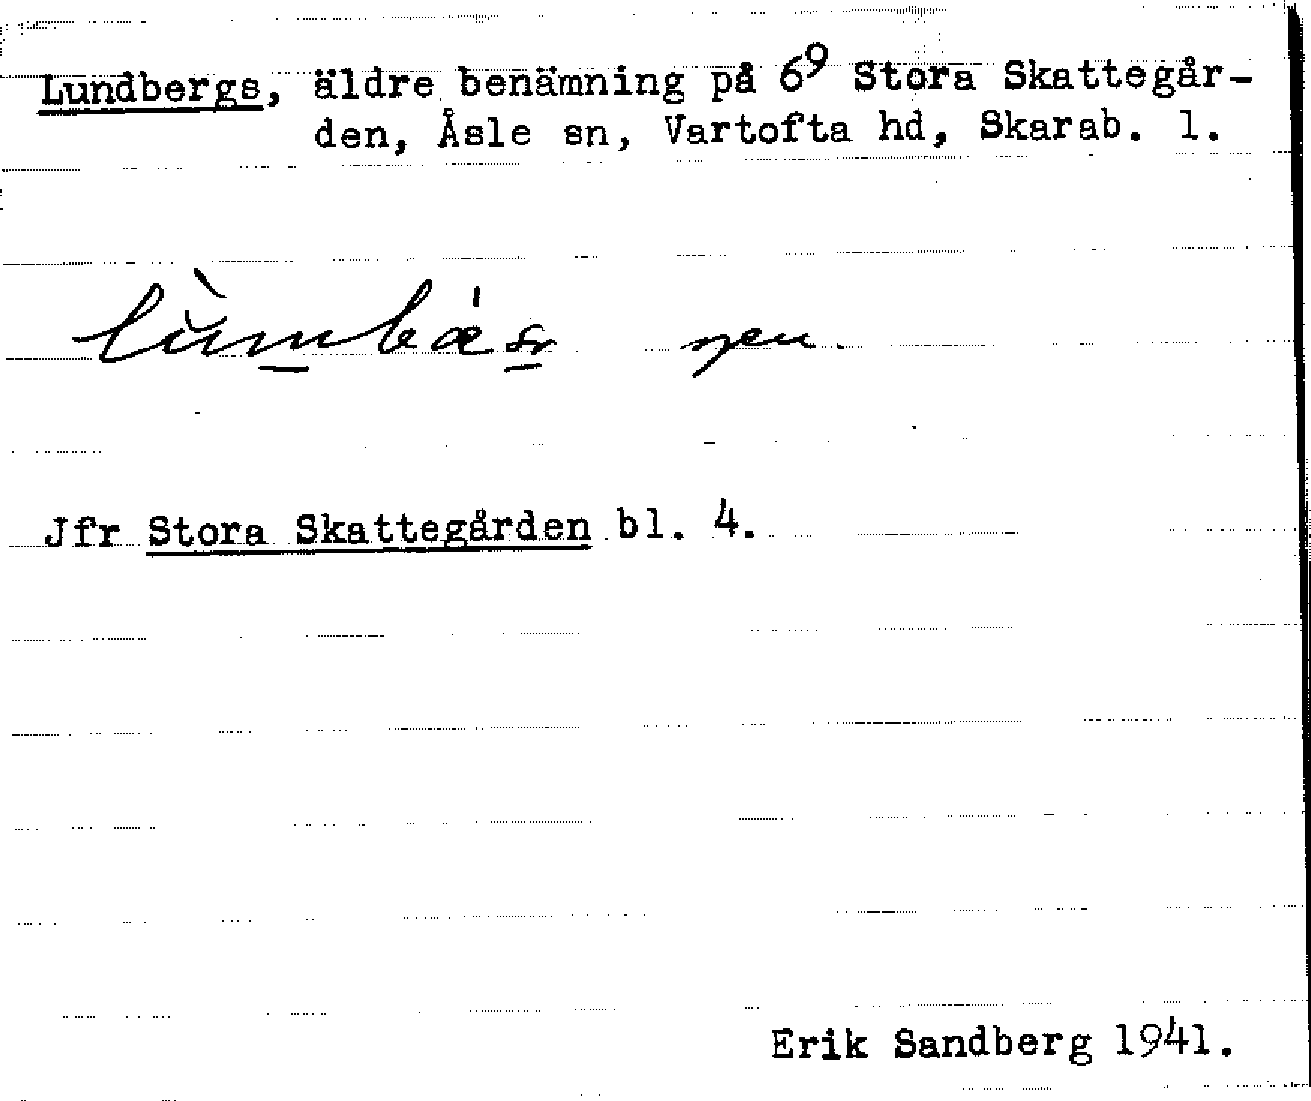 Lundbergs, äldre benämning på 6⁹ Stora Skattegår-
den, Åsle sn, Vartofta hd, Skarab. l.
gen.
Jfr Stora Skattegården bl. 4.
Erik Sandberg 1941.